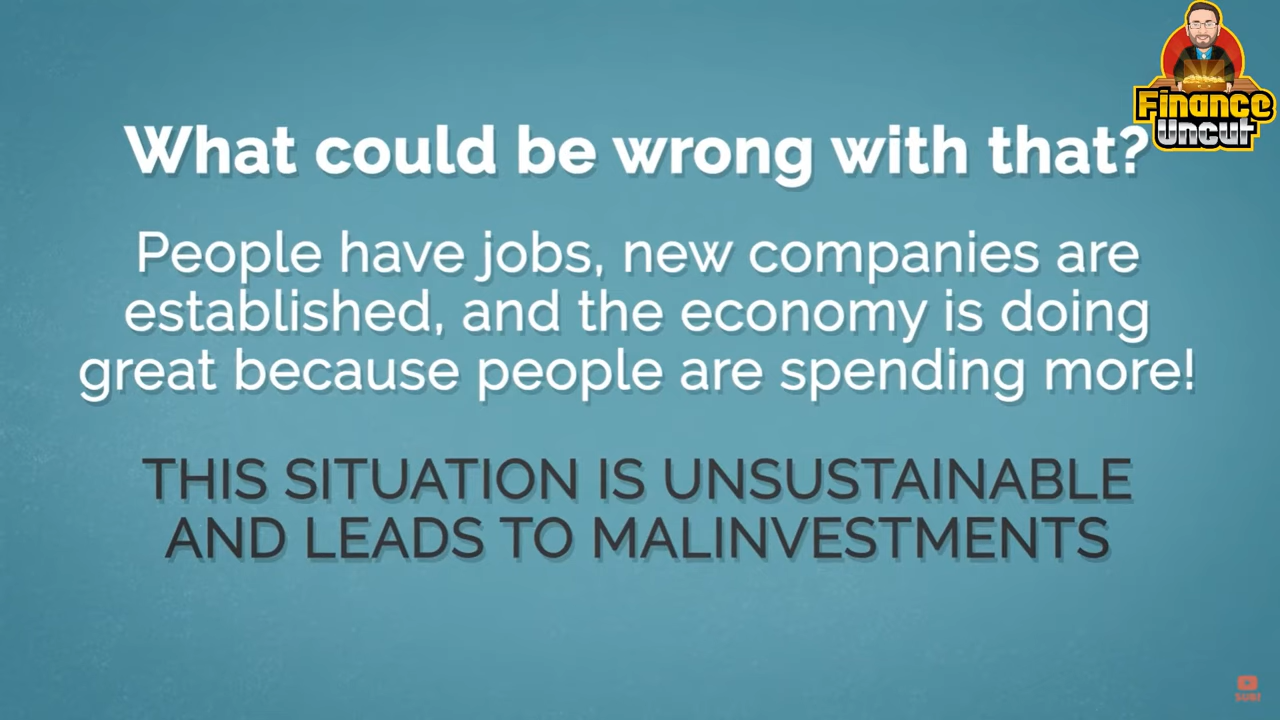 Finance
Uncut
What could be wrong with that?
People have jobs, new companies are
established, and the economy is doing
great because people are spending more!
THIS SITUATION IS UNSUSTAINABLE
AND LEADS TO MALINVESTMENTS